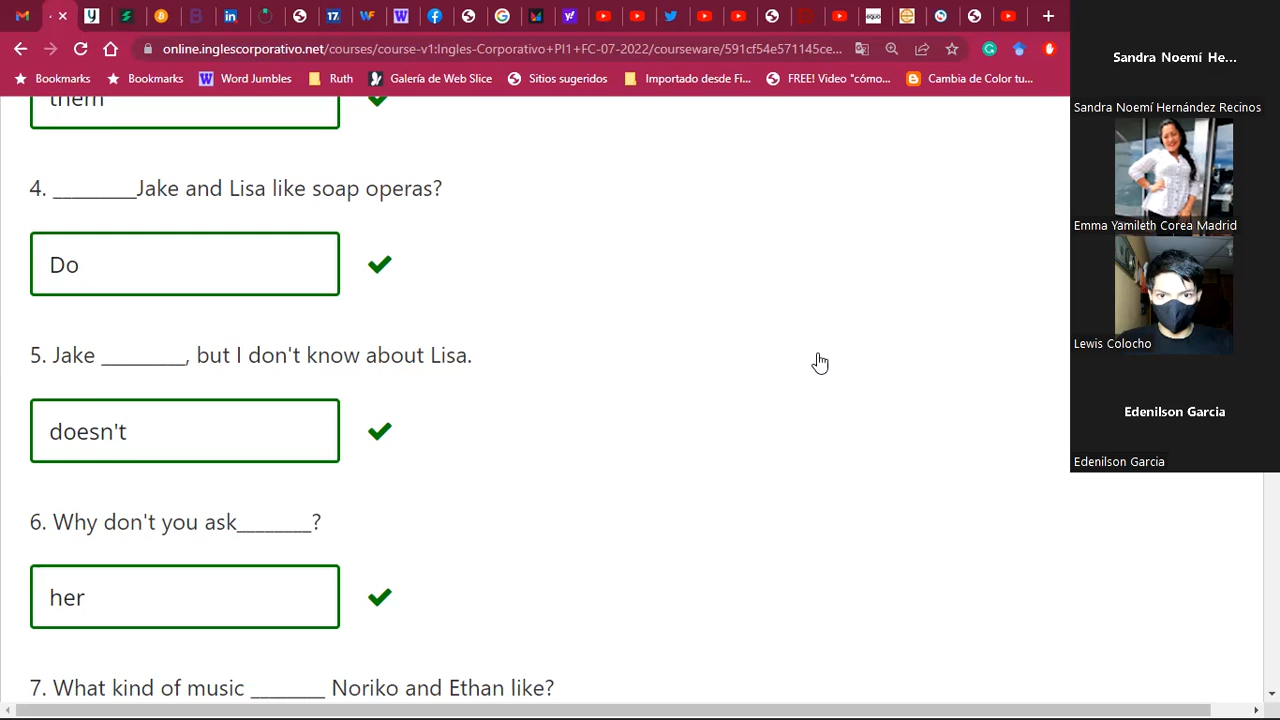 online.inglescorporativo.net/courses/course-v1:Ingles-Corporativo+PI1+FC-07-2022/courseware/591cf54e571145ce...
Bookmarks
Bookmarks
Word Jumbles
Ruth
Galería de Web Slice
Sitios sugeridos
Importado desde Fi...
FREE! Video "cómo...
Cambia de Color tu...
them
4. _________Jake and Lisa like soap operas?
Do
5. Jake _________, but I don't know about Lisa.
doesn't
6. Why don't you ask________?
her
7. What kind of music ________ Noriko and Ethan like?
Sandra Noemí He...
Sandra Noemí Hernández Recinos
Emma Yamileth Corea Madrid
Lewis Colocho
Edenilson Garcia
Edenilson Garcia